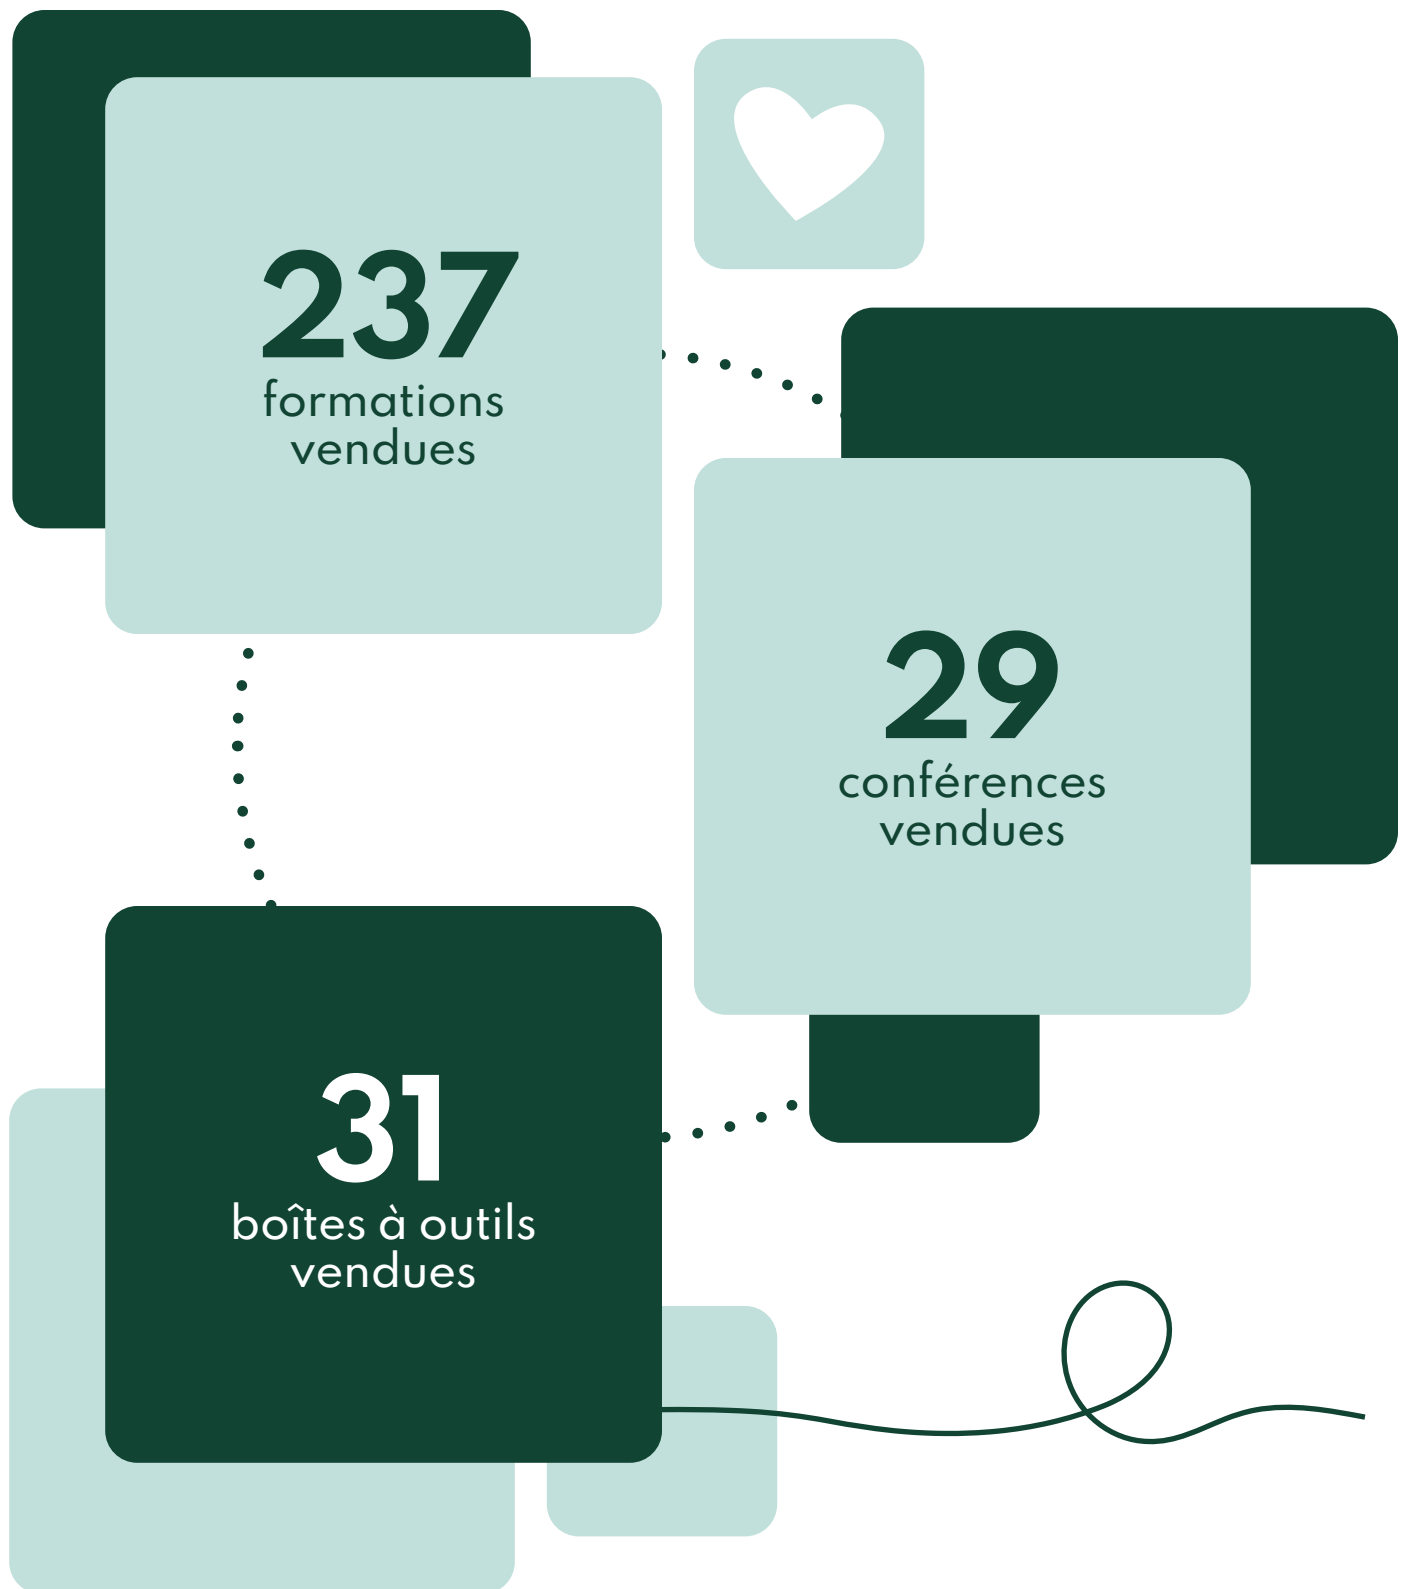 237
formations
vendues
29
conférences
vendues
31
boîtes à outils
vendues